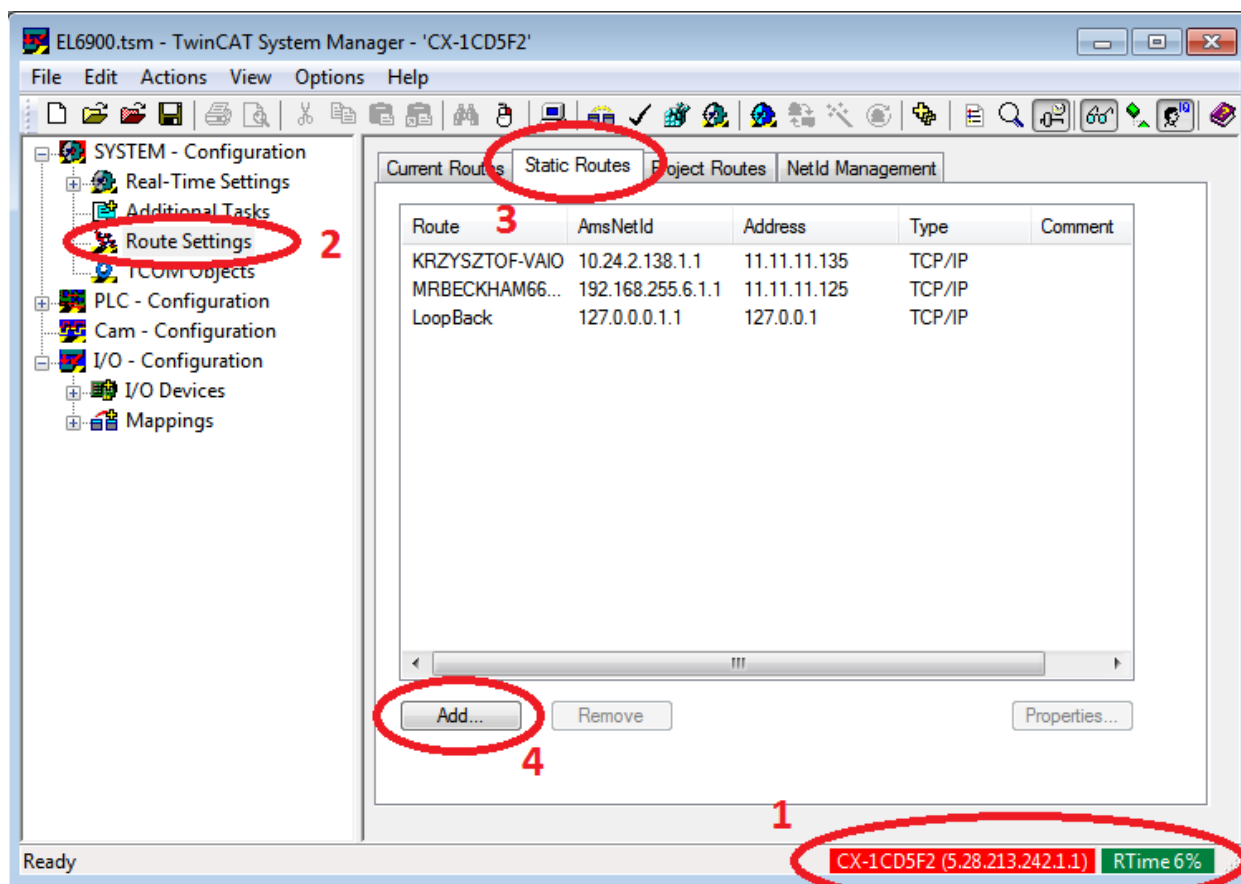 EL6900.tsm - TwinCAT System Manager - 'CX-1CD5F2'
File Edit Actions View Options Help
SYSTEM - Configuration
Real-Time Settings
Additional Tasks
Route Settings
2
TCOM Objects
PLC - Configuration
Cam - Configuration
I/O - Configuration
I/O Devices
Mappings
Current Routes Static Routes Project Routes NetId Management
3
Route AmsNetId Address Type Comment
KRZYSZTOF-VAIO 10.24.2.138.1.1 11.11.11.135 TCP/IP
MRBECKHAM66... 192.168.255.6.1.1 11.11.11.125 TCP/IP
LoopBack 127.0.0.0.1.1 127.0.0.1 TCP/IP
Add... Remove Properties...
4
1
Ready CX-1CD5F2 (5.28.213.242.1.1) RTime 6%